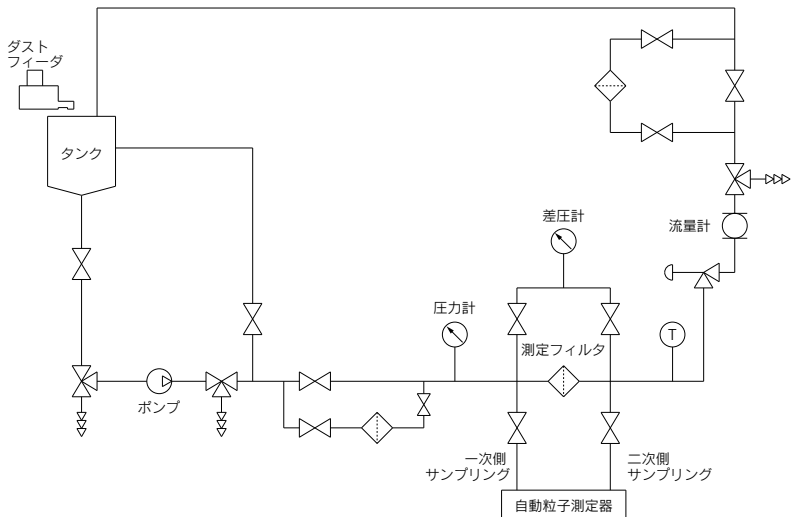 ダスト
フィーダ
タンク
差圧計
流量計
圧力計
T
測定フィルタ
ポンプ
一次側
サンプリング
二次側
サンプリング
自動粒子測定器